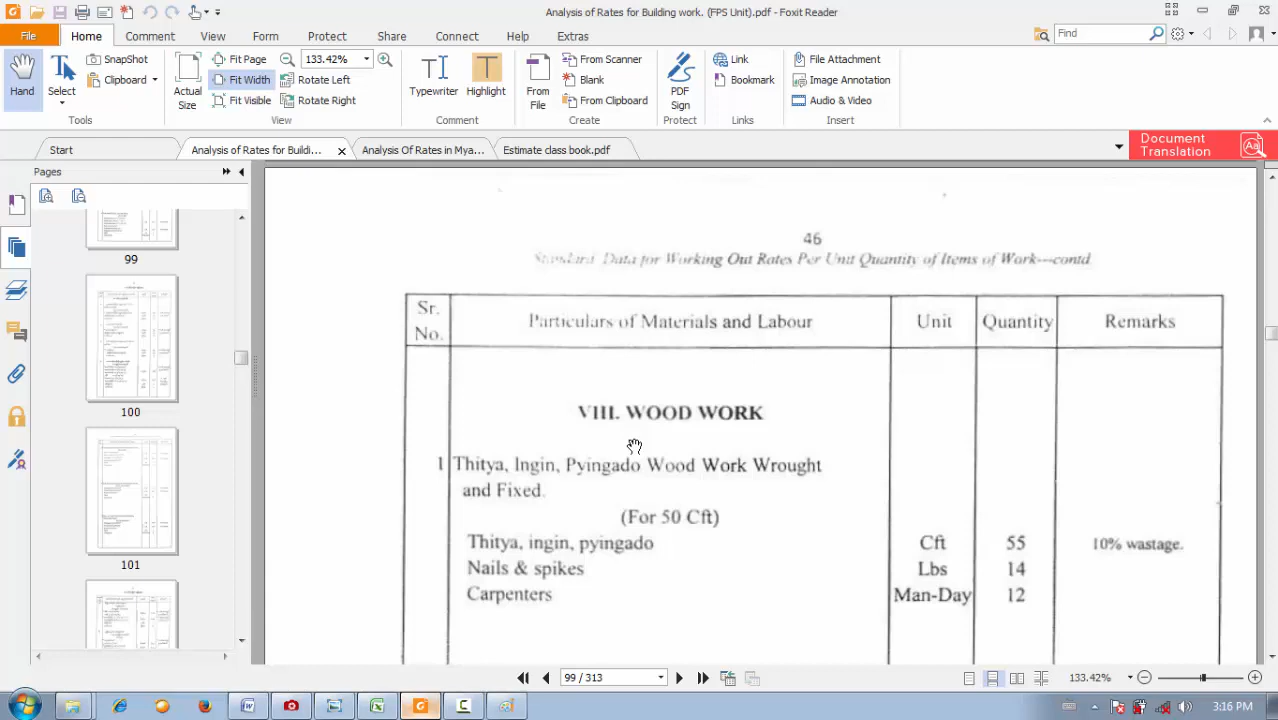 Analysis of Rates for Building work. (FPS Unit).pdf - Foxit Reader
File Home Comment View Form Protect Share Connect Help Extras Find
Hand
Select
SnapShot
Clipboard
Actual Size
Fit Page
Fit Width
Fit Visible
133.42%
Rotate Left
Rotate Right
Typewriter
Highlight
From File
From Scanner
Blank
From Clipboard
PDF Sign
Link
Bookmark
File Attachment
Image Annotation
Audio & Video
Tools View Comment Create Protect Links Insert
Start Analysis of Rates for Buildi... Analysis Of Rates in Mya... Estimate cess book.pdf
Document Translation
Pages
99
100
101
46
Standard Data for Working Out Rates Per Unit Quantity of Items of Work—contd
Sr. No. Particulars of Materials and Labour Unit Quantity Remarks
VIII. WOOD WORK
1 Thitya, Ingin, Pyingado Wood Work Wrought
and Fixed.
(For 50 Cft)
Thitya, ingin, pyingado Cft 55 10% wastage.
Nails & spikes Lbs 14
Carpenters Man-Day 12
99 / 313
133.42%
3:16 PM